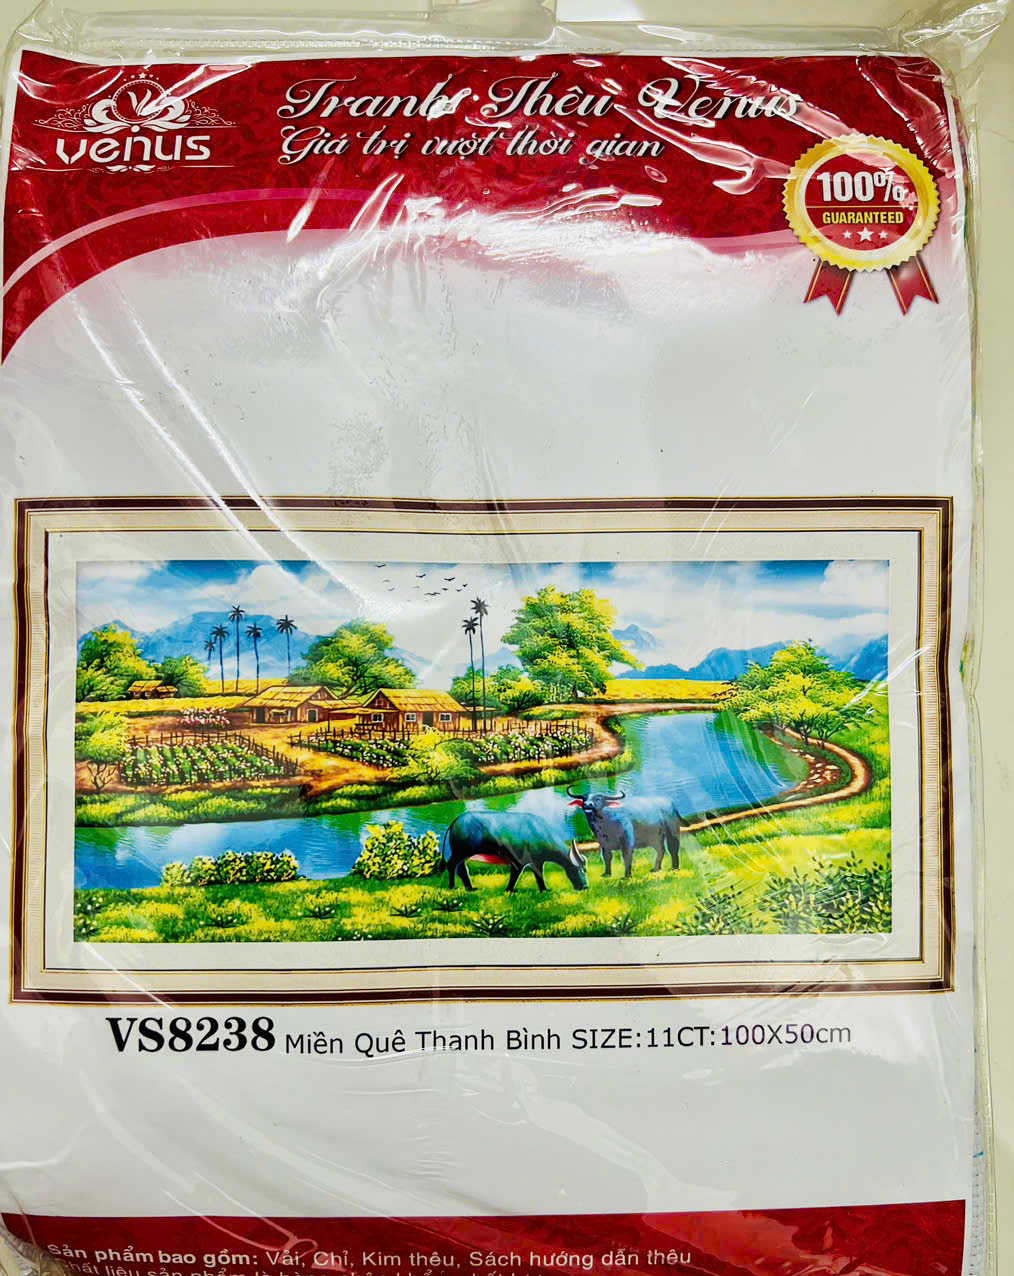 venus
Tranh Thêu Venus
Giá trị vượt thời gian
100%
GUARANTEED
VS8238 Miền Quê Thanh Bình SIZE:11CT:100X50cm
Sản phẩm bao gồm: Vải, Chỉ, Kim thêu, Sách hướng dẫn thêu